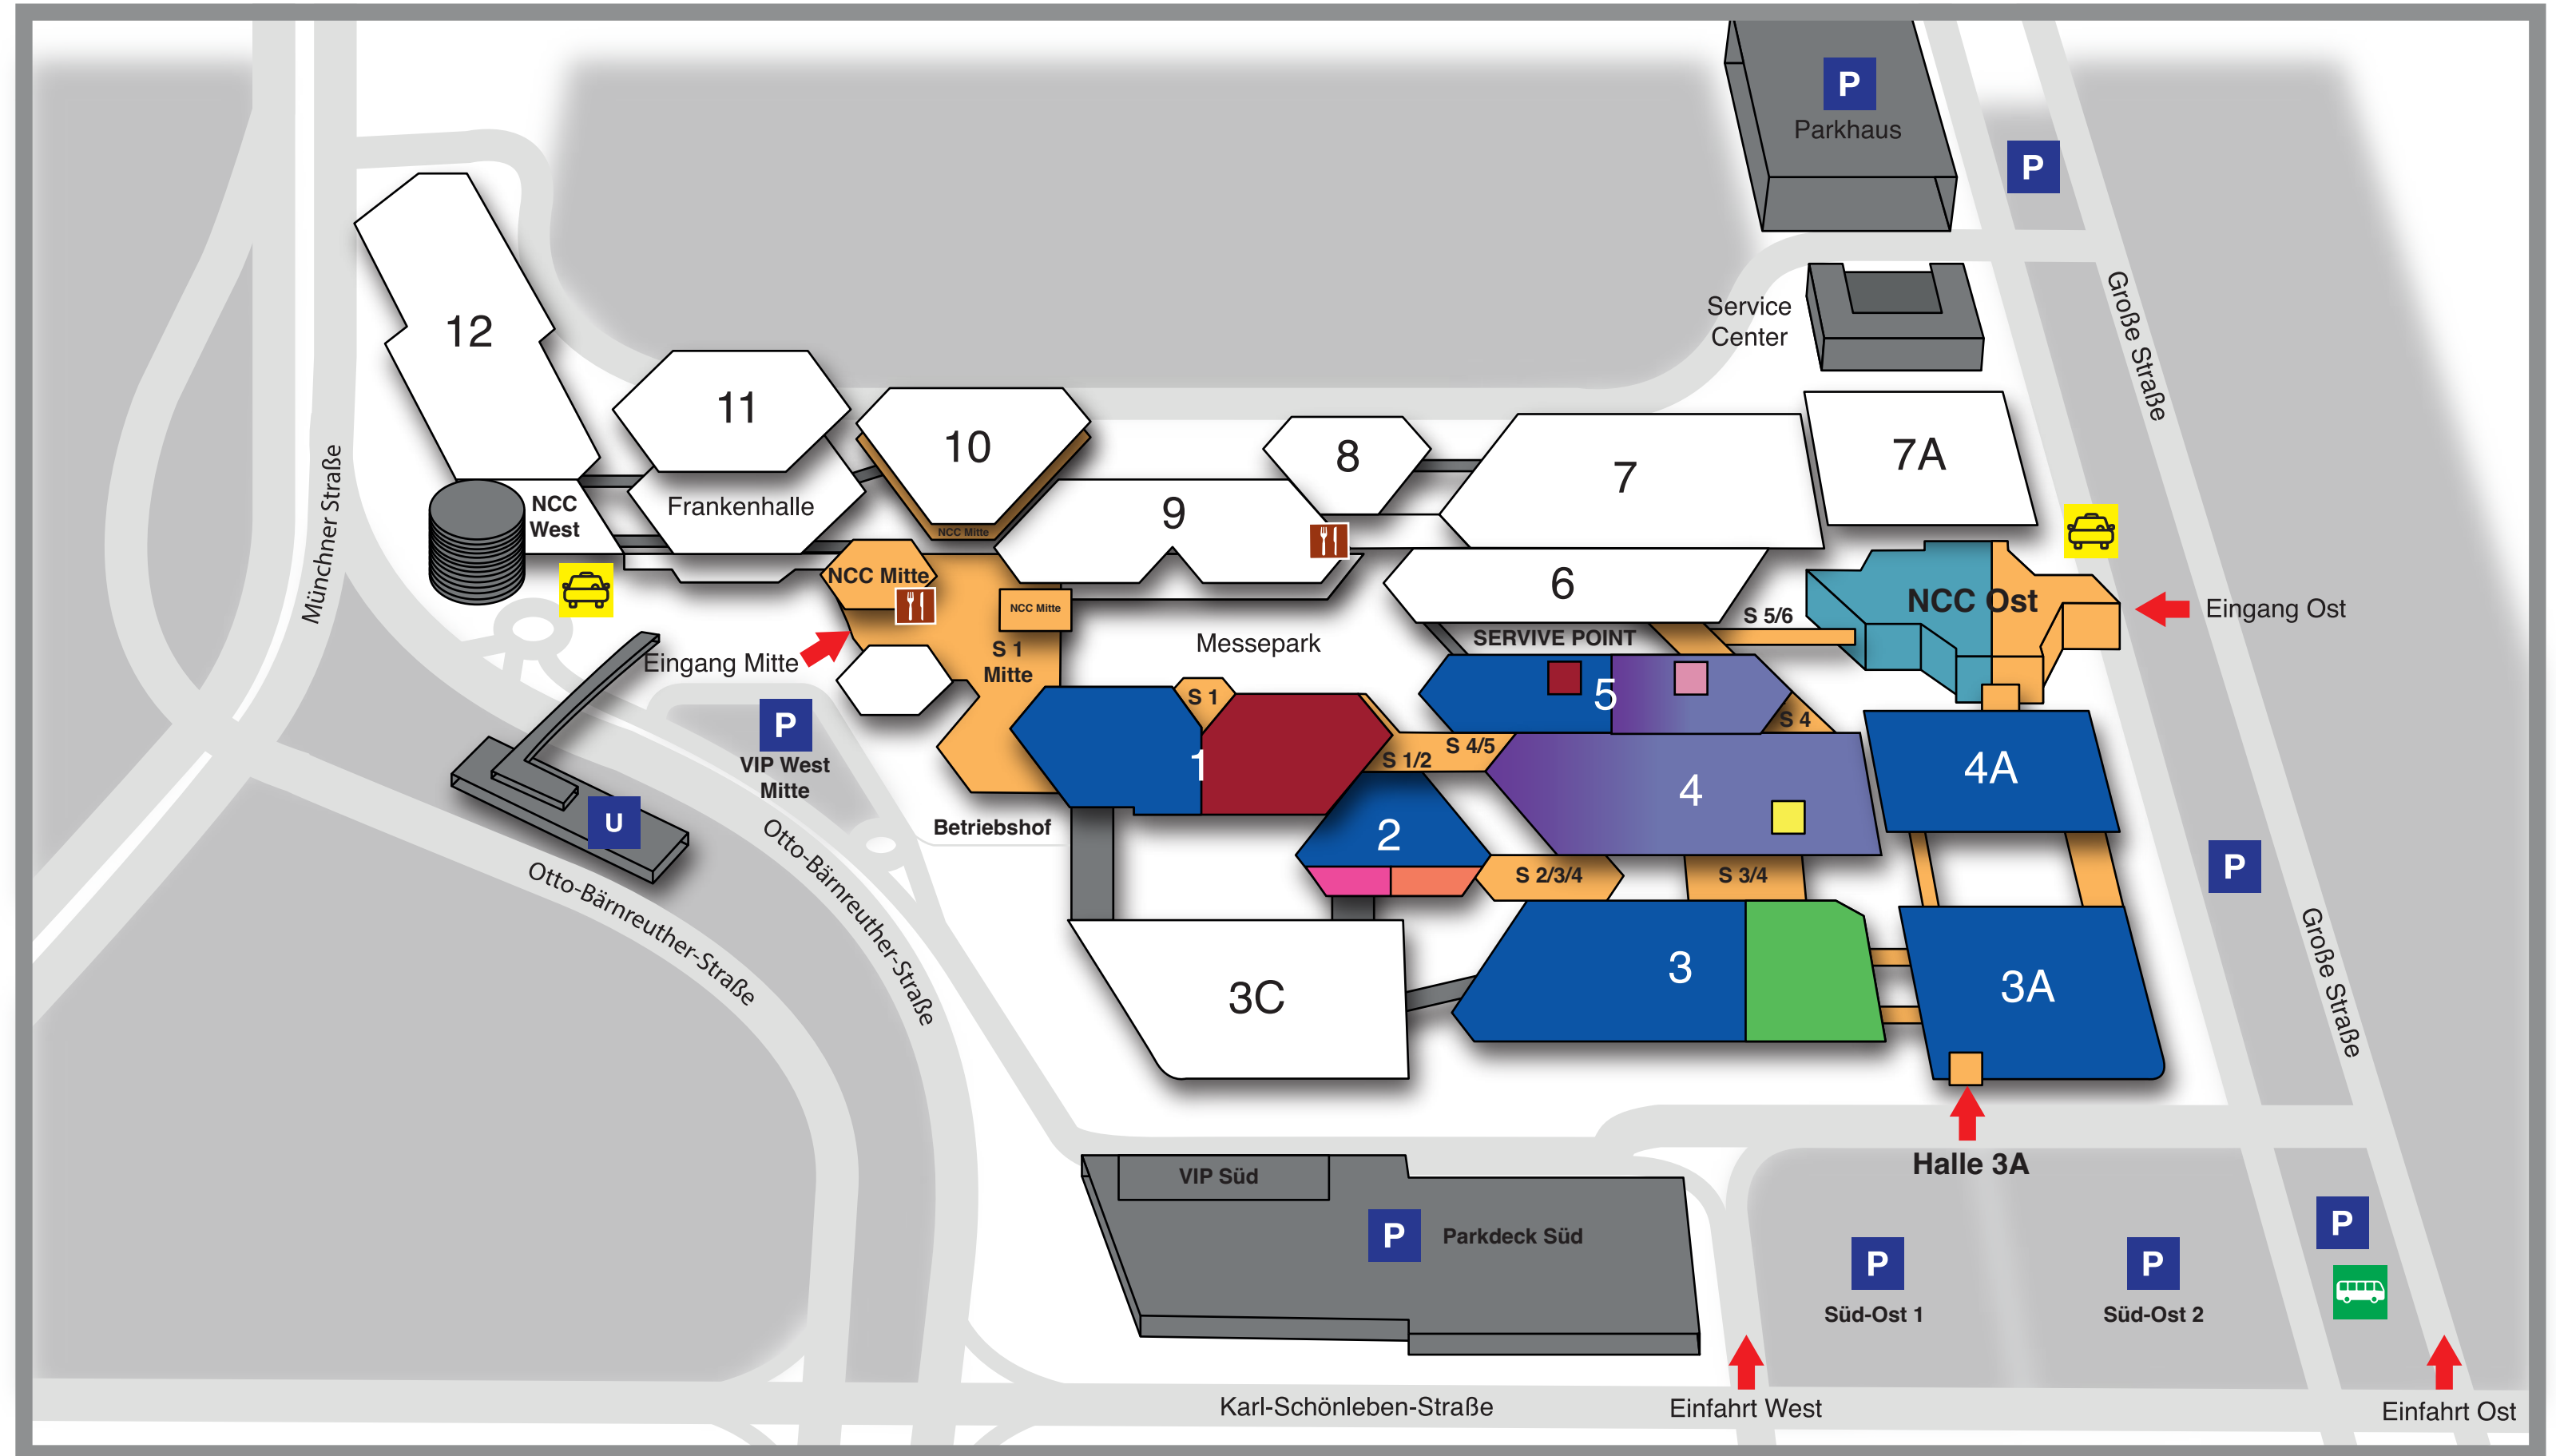 P
Parkhaus
P
Große Straße
Service
Center
12
11
10
8
7
7A
9
NCC
West
Frankenhalle
NCC Mitte
NCC Mitte
NCC Mitte
6
NCC Ost
Eingang Ost
S 5/6
SERVIVE POINT
Messepark
S 1
Mitte
Eingang Mitte
Münchner Straße
5
S 1
S 4
P
VIP West
Mitte
1
S 4/5
S 1/2
4
4A
U
Betriebshof
2
P
Otto-Bärnreuther-Straße
Otto-Bärnreuther-Straße
S 2/3/4
S 3/4
3C
3
3A
Große Straße
Halle 3A
VIP Süd
P
Parkdeck Süd
P
Süd-Ost 1
P
Süd-Ost 2
P
Karl-Schönleben-Straße
Einfahrt West
Einfahrt Ost